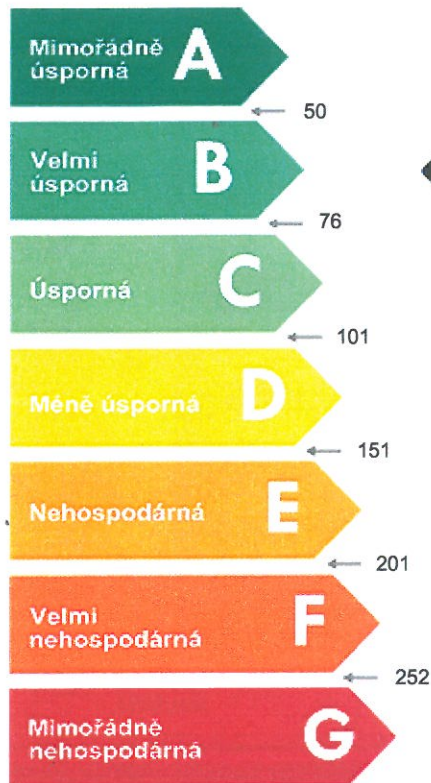 Mimořádně
úsporná
A
50
Velmi
úsporná
B
76
Úsporná
C
101
Méně úsporná
D
151
Nehospodárná
E
201
Velmi
nehospodárná
F
252
Mimořádně
nehospodárná
G